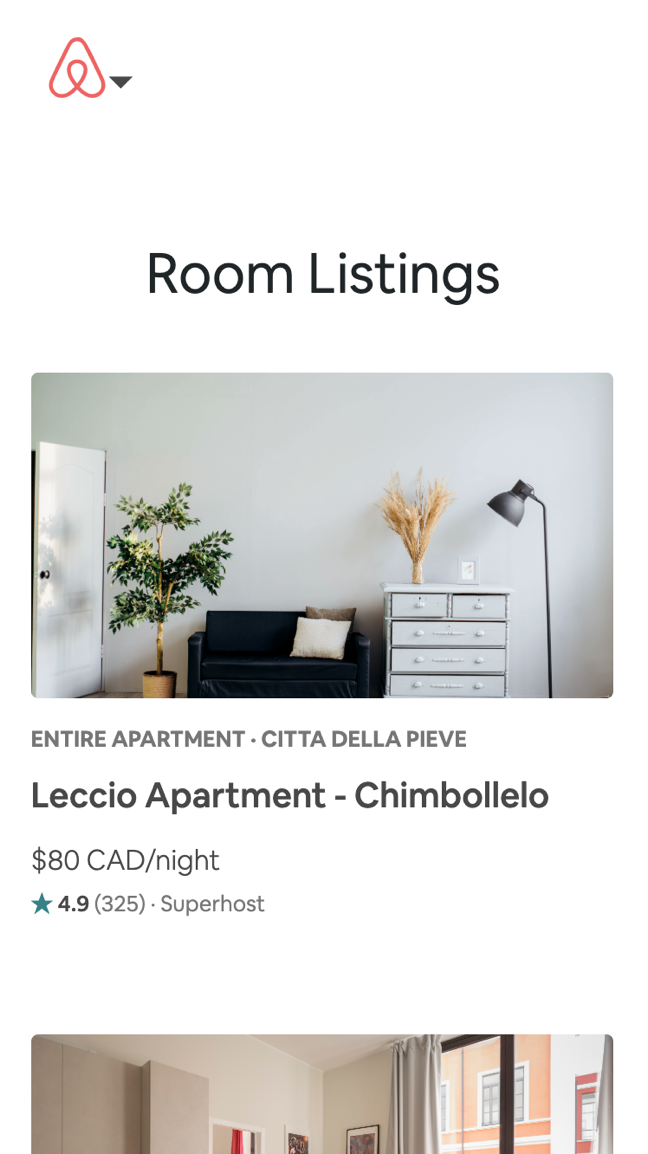 Room Listings
ENTIRE APARTMENT · CITTA DELLA PIEVE
Leccio Apartment - Chimbollelo
$80 CAD/night
★ 4.9 (325) · Superhost